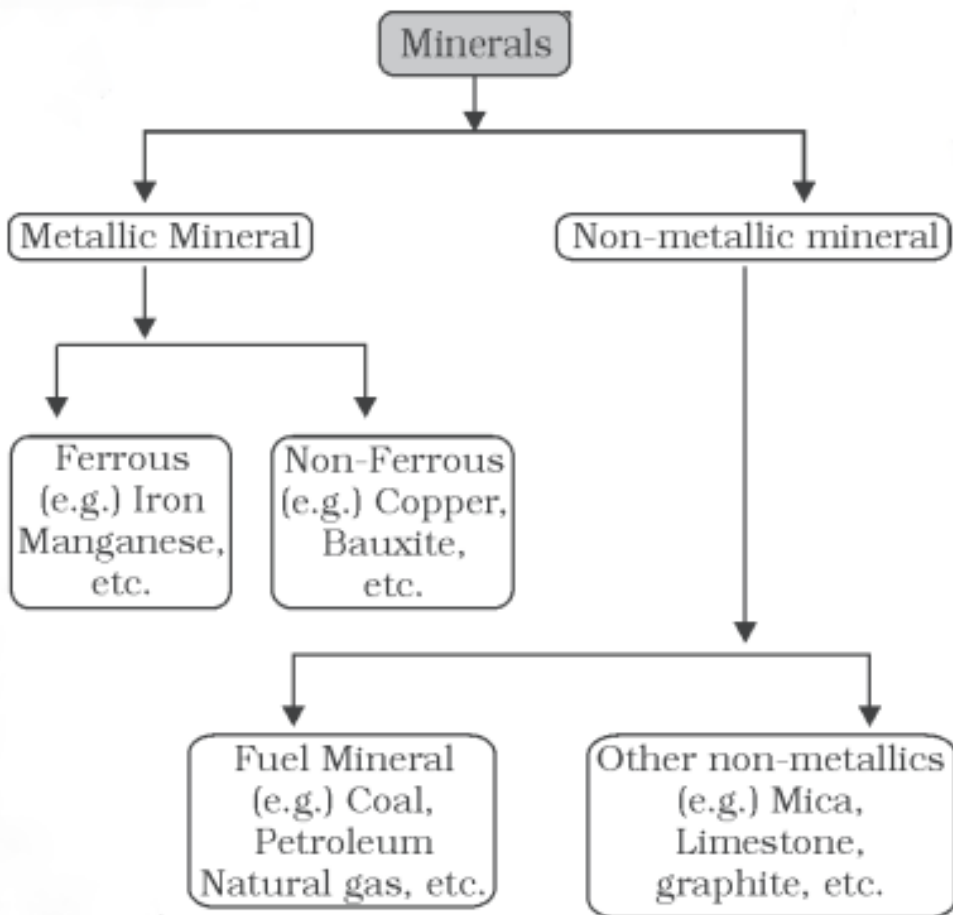 Minerals
Metallic Mineral
Non-metallic mineral
Ferrous
(e.g.) Iron
Manganese,
etc.
Non-Ferrous
(e.g.) Copper,
Bauxite,
etc.
Fuel Mineral
(e.g.) Coal,
Petroleum
Natural gas, etc.
Other non-metallics
(e.g.) Mica,
Limestone,
graphite, etc.